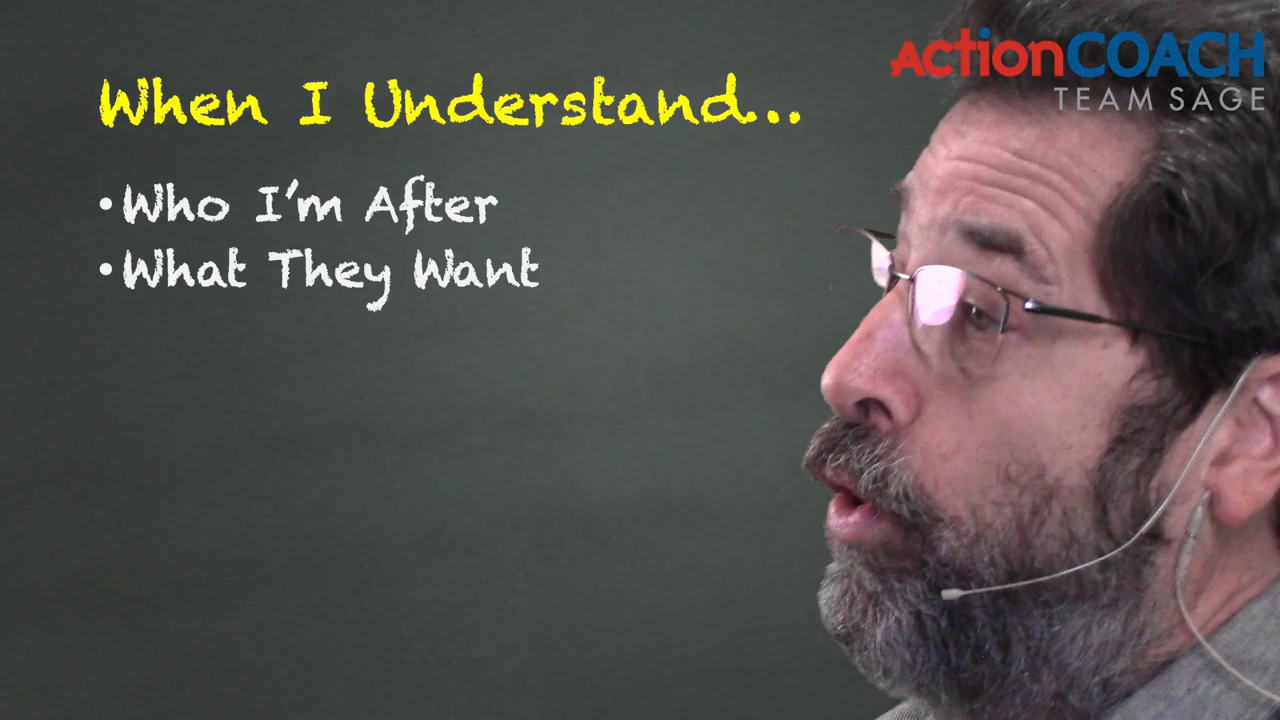 ActionCOACH
TEAM SAGE
When I Understand...
•Who I'm After
•What They Want